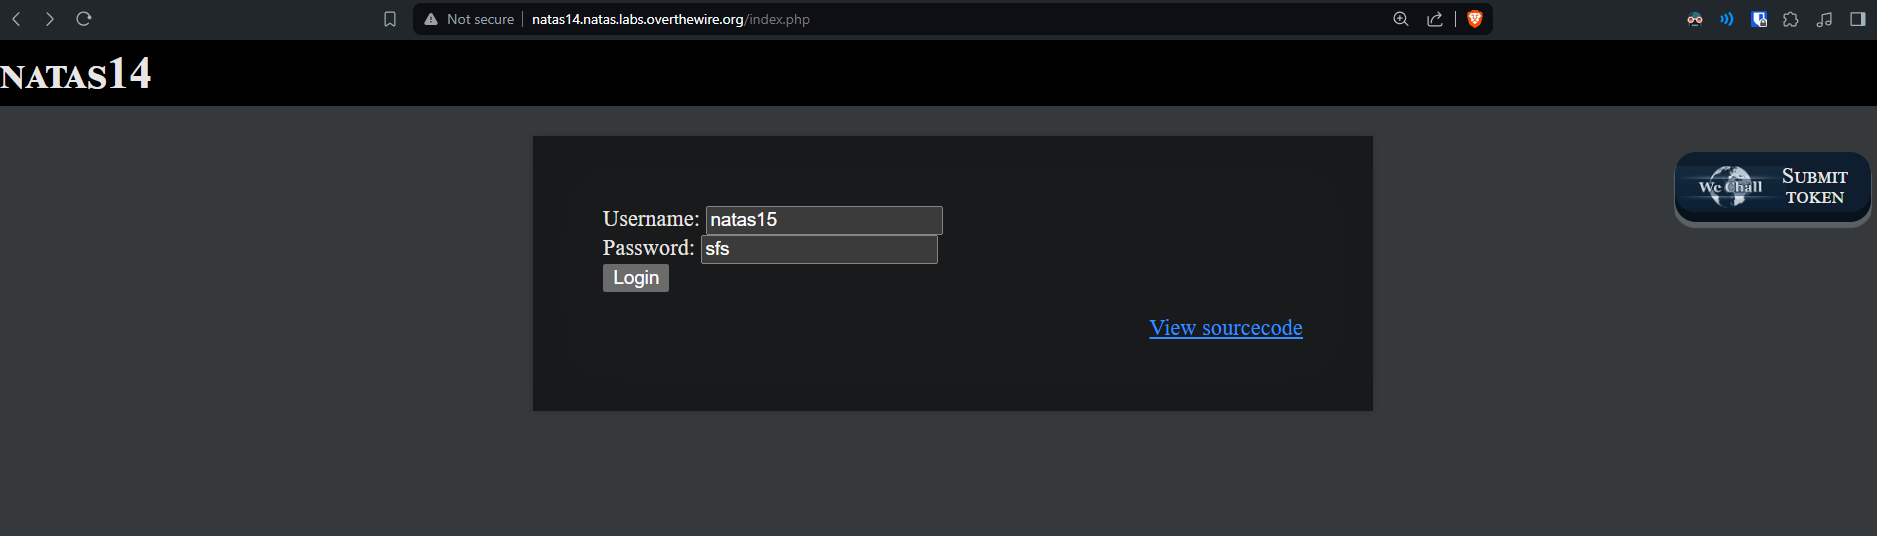 Not secure natas14.natas.labs.overthewire.org/index.php
NATAS14
We Chall
SUBMIT
TOKEN
Username: natas15
Password: sfs
Login
View sourcecode